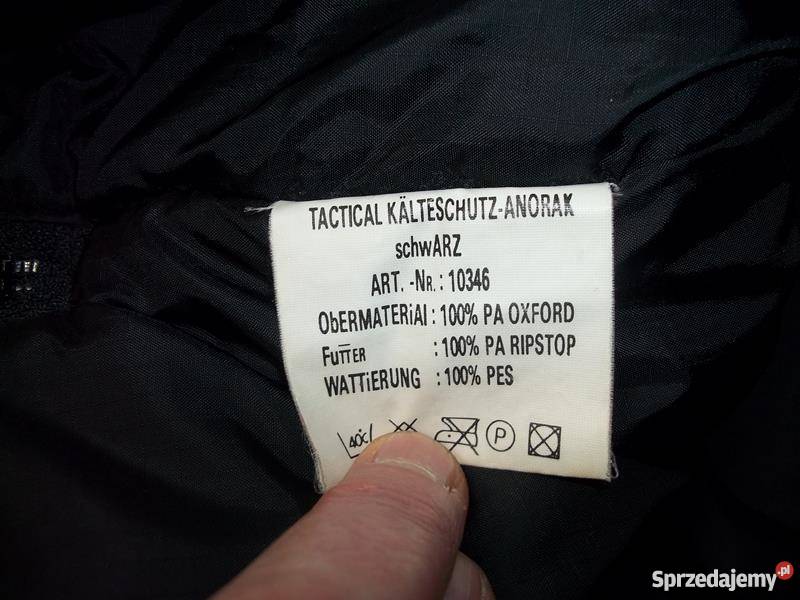 TACTICAL KÄLTESCHUTZ-ANORAK
schwARZ
ART. -NR. : 10346
ObERMATERiAl : 100% PA OXFORD
FuTTER : 100% PA RIPSTOP
WATTiERUNG : 100% PES
40°C P
Sprzedajemy.pl